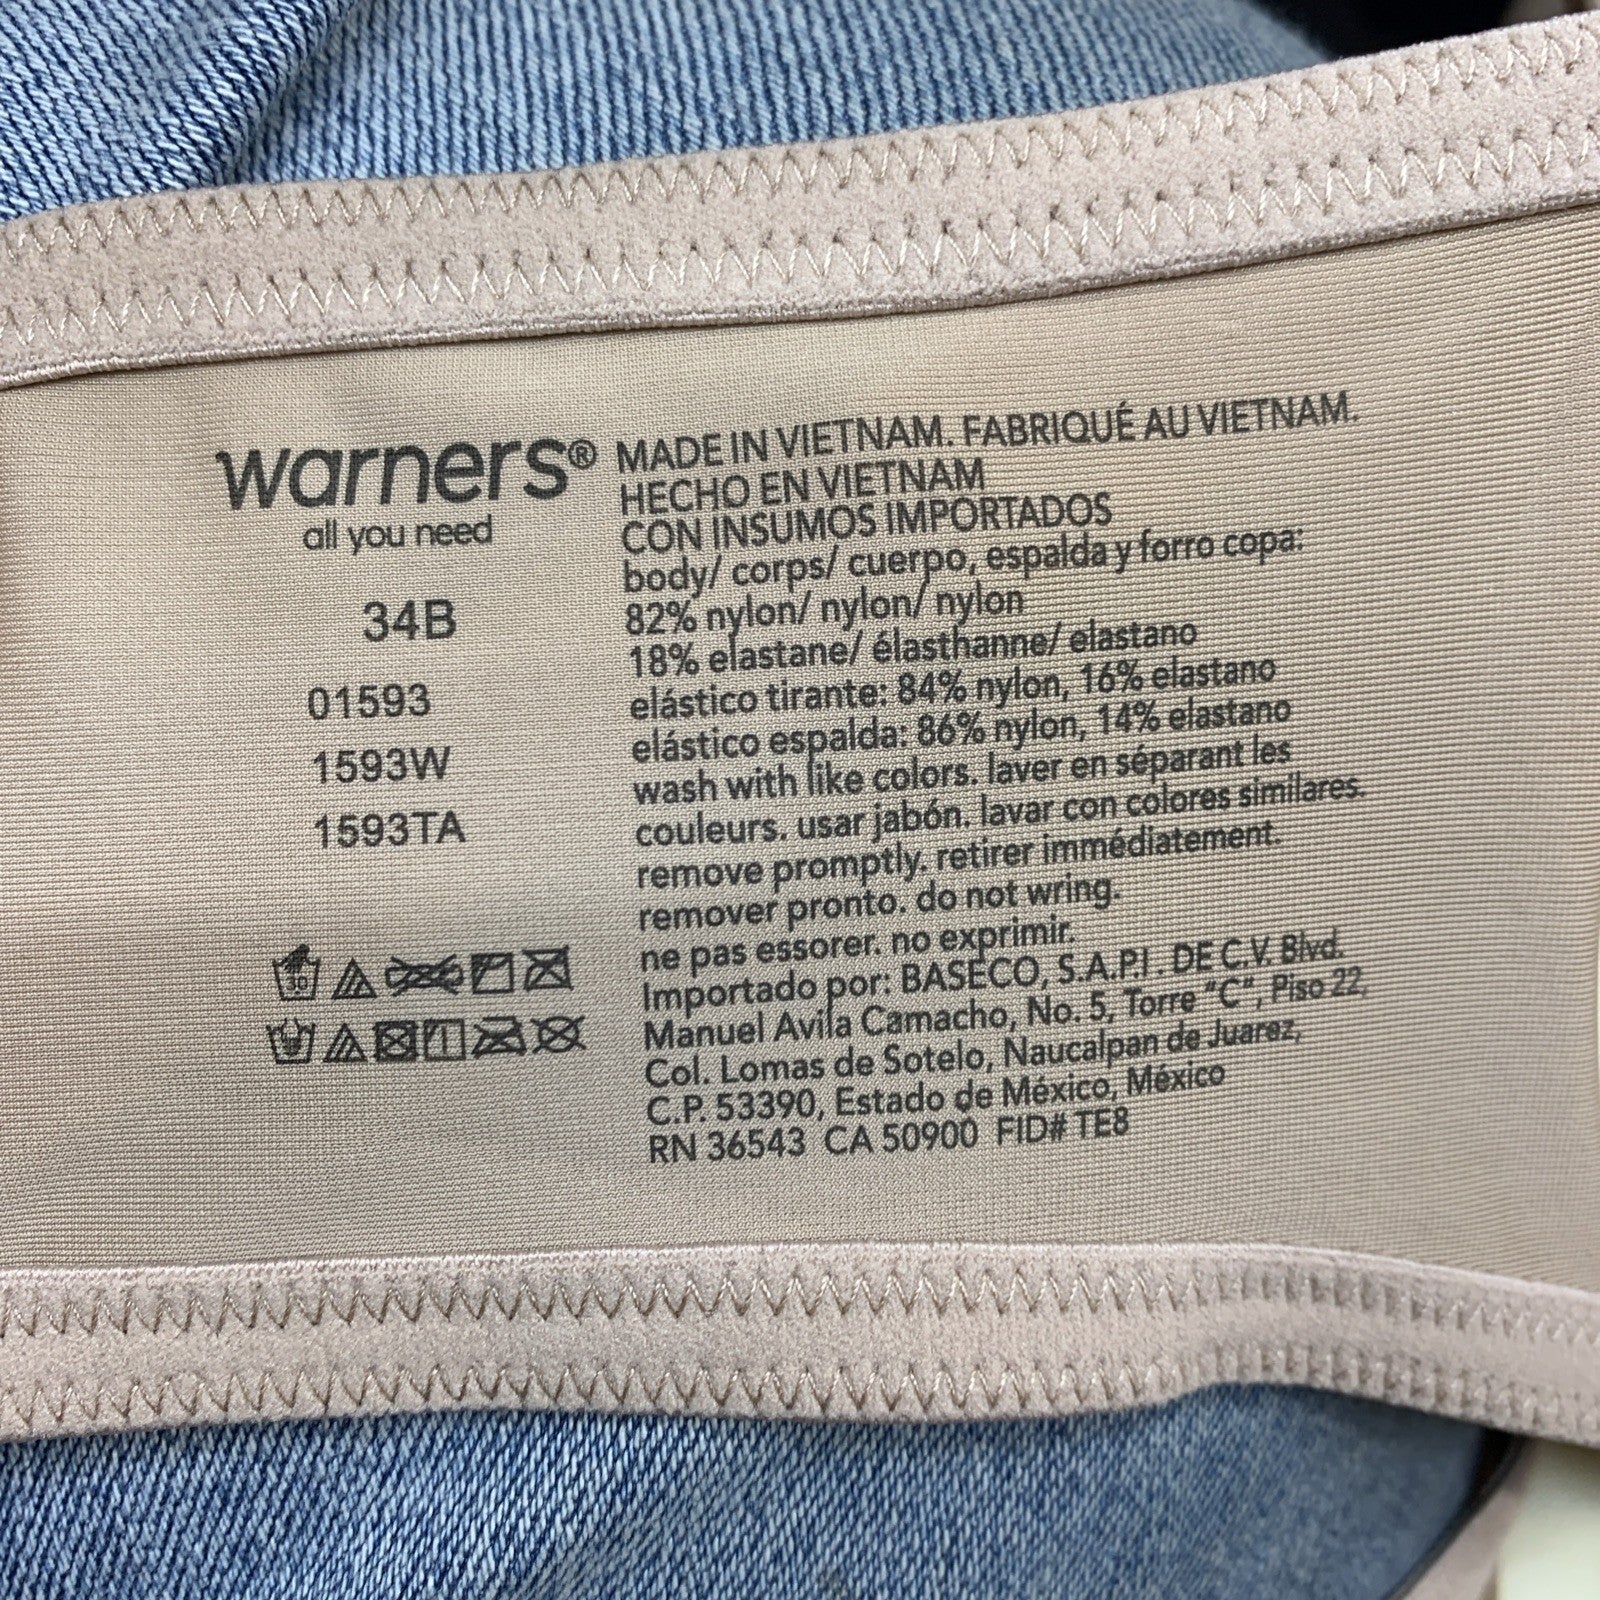 warners®
all you need
34B
01593
1593W
1593TA
30
MADE IN VIETNAM. FABRIQUÉ AU VIETNAM.
HECHO EN VIETNAM
CON INSUMOS IMPORTADOS
body/ corps/ cuerpo, espalda y forro copa:
82% nylon/ nylon/ nylon
18% elastane/ élasthanne/ elastano
elástico tirante: 84% nylon, 16% elastano
elástico espalda: 86% nylon, 14% elastano
wash with like colors. laver en séparant les
couleurs. usar jabón. lavar con colores similares.
remove promptly. retirer immédiatement.
remover pronto. do not wring.
ne pas essorer. no exprimir.
Importado por: BASECO, S.A.P.I. DE C.V. Blvd.
Manuel Avila Camacho, No. 5, Torre "C", Piso 22,
Col. Lomas de Sotelo, Naucalpan de Juarez,
C.P. 53390, Estado de México, México
RN 36543 CA 50900 FID# TE8